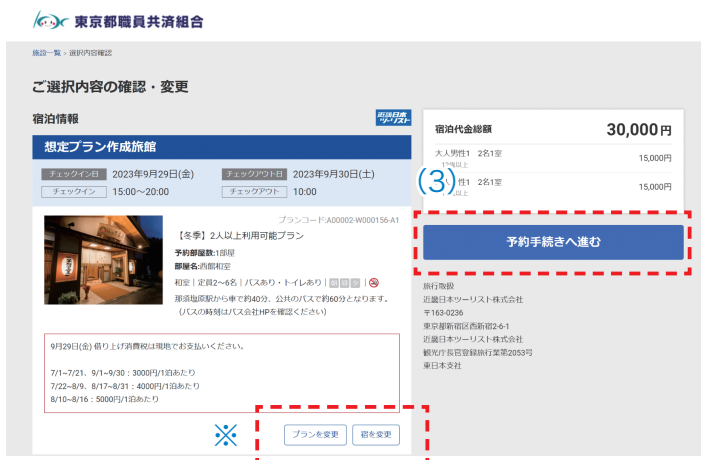 東京都職員共済組合
施設一覧 > 選択内容確認
ご選択内容の確認・変更
宿泊情報
近畿日本ツーリスト
想定プラン作成旅館
チェックイン日 2023年9月29日(金) チェックアウト日 2023年9月30日(土)
チェックイン 15:00～20:00 チェックアウト 10:00
プランコード:A00002-W000156-A1
【冬季】2人以上利用可能プラン
予約部屋数:1部屋
部屋名:西館和室
和室 | 定員2~6名 | バスあり・トイレあり | 朝 昼 夕 |
那須塩原駅から車で約40分、公共のバスで約60分となります。
(バスの時刻はバス会社HPを確認ください)
9月29日(金) 借り上げ消費税は現地でお支払いください。
7/1~7/21、9/1~9/30：3000円/1泊あたり
7/22~8/9、8/17~8/31：4000円/1泊あたり
8/10~8/16：5000円/1泊あたり
※
プランを変更 宿を変更
宿泊代金総額 30,000円
大人男性1 2名1室 15,000円
以上
(3)
性1 2名1室 15,000円
以上
予約手続きへ進む
旅行取扱
近畿日本ツーリスト株式会社
〒163-0236
東京都新宿区西新宿2-6-1
近畿日本ツーリスト株式会社
観光庁長官登録旅行業第2053号
東日本支社